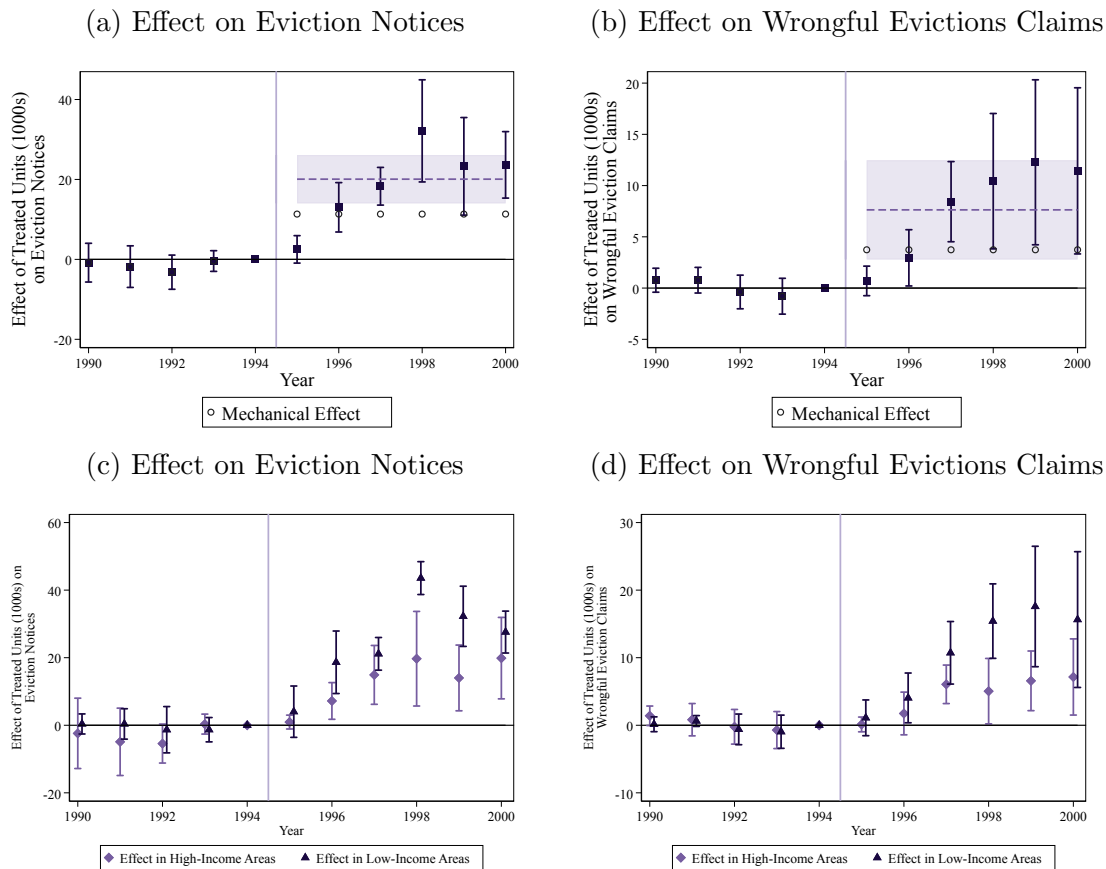 (a) Effect on Eviction Notices
Effect of Treated Units (1000s)
on Eviction Notices
40
20
0
-20
1990
1992
1994
1996
1998
2000
Year
Mechanical Effect
(b) Effect on Wrongful Evictions Claims
Effect of Treated Units (1000s)
on Wrongful Eviction Claims
20
15
10
5
0
-5
1990
1992
1994
1996
1998
2000
Year
Mechanical Effect
(c) Effect on Eviction Notices
Effect of Treated Units (1000s) on
Eviction Notices
60
40
20
0
-20
1990
1992
1994
1996
1998
2000
Year
Effect in High-Income Areas
Effect in Low-Income Areas
(d) Effect on Wrongful Evictions Claims
Effect of Treated Units (1000s) on
Wrongful Eviction Claims
30
20
10
0
-10
1990
1992
1994
1996
1998
2000
Year
Effect in High-Income Areas
Effect in Low-Income Areas